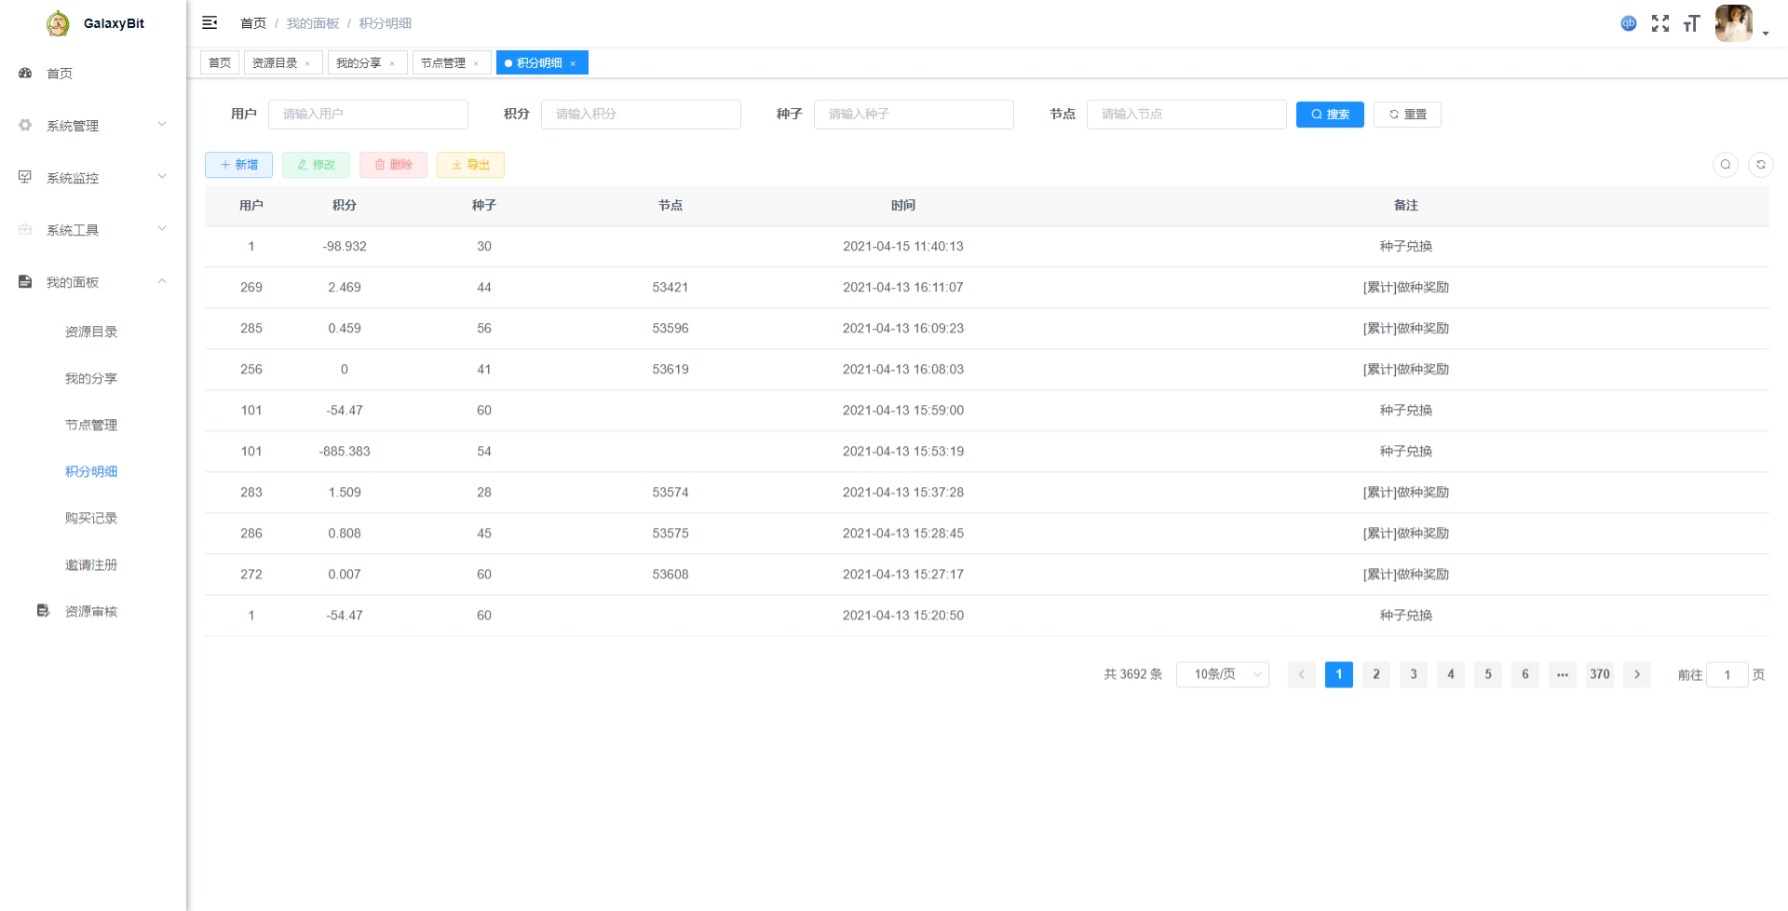 GalaxyBit
首页 / 我的面板 / 积分明细
首页 资源目录 × 我的分享 × 节点管理 × 积分明细 ×
首页
系统管理
系统监控
系统工具
我的面板
资源目录
我的分享
节点管理
积分明细
购买记录
邀请注册
资源审核
用户 请输入用户 积分 请输入积分 种子 请输入种子 节点 请输入节点 搜索 重置
新增 修改 删除 导出
用户 积分 种子 节点 时间 备注
1 -98.932 30 2021-04-15 11:40:13 种子兑换
269 2.469 44 53421 2021-04-13 16:11:07 [累计]做种奖励
285 0.459 56 53596 2021-04-13 16:09:23 [累计]做种奖励
256 0 41 53619 2021-04-13 16:08:03 [累计]做种奖励
101 -54.47 60 2021-04-13 15:59:00 种子兑换
101 -885.383 54 2021-04-13 15:53:19 种子兑换
283 1.509 28 53574 2021-04-13 15:37:28 [累计]做种奖励
286 0.808 45 53575 2021-04-13 15:28:45 [累计]做种奖励
272 0.007 60 53608 2021-04-13 15:27:17 [累计]做种奖励
1 -54.47 60 2021-04-13 15:20:50 种子兑换
共 3692 条 10条/页 1 2 3 4 5 6 ••• 370 前往 1 页